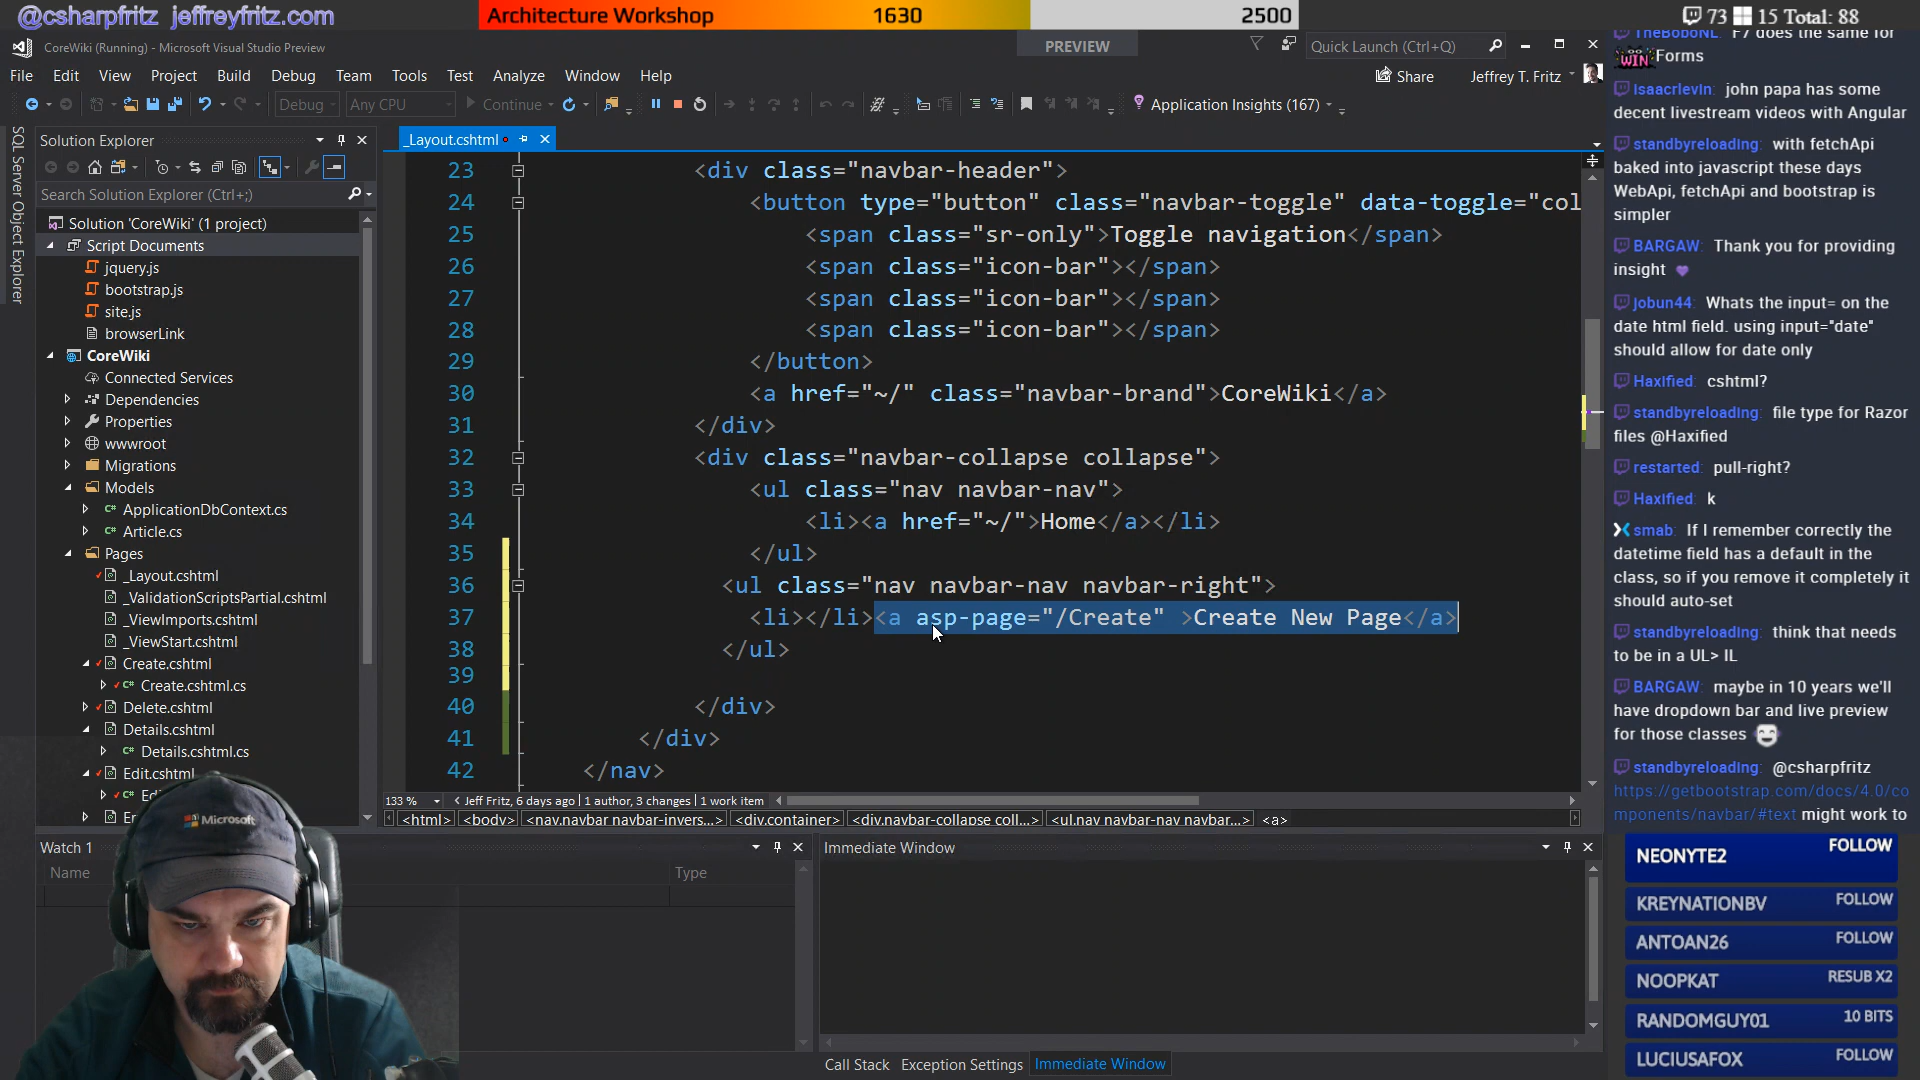 @csharpfritz jeffreyfritz.com
Architecture Workshop 1630 2500
73 15 Total: 88
CoreWiki (Running) - Microsoft Visual Studio Preview
PREVIEW
Quick Launch (Ctrl+Q)
File Edit View Project Build Debug Team Tools Test Analyze Window Help
Share
Jeffrey T. Fritz
Debug Any CPU Continue
Application Insights (167)
SQL Server Object Explorer
Solution Explorer
Search Solution Explorer (Ctrl+;)
Solution 'CoreWiki' (1 project)
Script Documents
jquery.js
bootstrap.js
site.js
browserLink
CoreWiki
Connected Services
Dependencies
Properties
wwwroot
Migrations
Models
ApplicationDbContext.cs
Article.cs
Pages
_Layout.cshtml
_ValidationScriptsPartial.cshtml
_ViewImports.cshtml
_ViewStart.cshtml
Create.cshtml
Create.cshtml.cs
Delete.cshtml
Details.cshtml
Details.cshtml.cs
Edit.cshtml
_Layout.cshtml
23 <div class="navbar-header">
24 <button type="button" class="navbar-toggle" data-toggle="col
25 <span class="sr-only">Toggle navigation</span>
26 <span class="icon-bar"></span>
27 <span class="icon-bar"></span>
28 <span class="icon-bar"></span>
29 </button>
30 <a href="~/" class="navbar-brand">CoreWiki</a>
31 </div>
32 <div class="navbar-collapse collapse">
33 <ul class="nav navbar-nav">
34 <li><a href="~/">Home</a></li>
35 </ul>
36 <ul class="nav navbar-nav navbar-right">
37 <li></li><a asp-page="/Create" >Create New Page</a>
38 </ul>
39
40 </div>
41 </div>
42 </nav>
133 % Jeff Fritz, 6 days ago | 1 author, 3 changes | 1 work item
<html> <body> <nav.navbar navbar-invers...> <div.container> <div.navbar-collapse coll...> <ul.nav navbar-nav navbar...> <a>
Watch 1
Name Type
Immediate Window
Call Stack Exception Settings Immediate Window
Microsoft
TheBoboNL: F7 does the same for
WIN Forms
isaacrlevin: john papa has some
decent livestream videos with Angular
standbyreloading: with fetchApi
baked into javascript these days
WebApi, fetchApi and bootstrap is
simpler
BARGAW: Thank you for providing
insight
jobun44: Whats the input= on the
date html field. using input="date"
should allow for date only
Haxified: cshtml?
standbyreloading: file type for Razor
files @Haxified
restarted: pull-right?
Haxified: k
smab: If I remember correctly the
datetime field has a default in the
class, so if you remove it completely it
should auto-set
standbyreloading: think that needs
to be in a UL> IL
BARGAW: maybe in 10 years we'll
have dropdown bar and live preview
for those classes
standbyreloading: @csharpfritz
https://getbootstrap.com/docs/4.0/co
mponents/navbar/#text might work to
NEONYTE2 FOLLOW
KREYNATIONBV FOLLOW
ANTOAN26 FOLLOW
NOOPKAT RESUB X2
RANDOMGUY01 10 BITS
LUCIUSAFOX FOLLOW